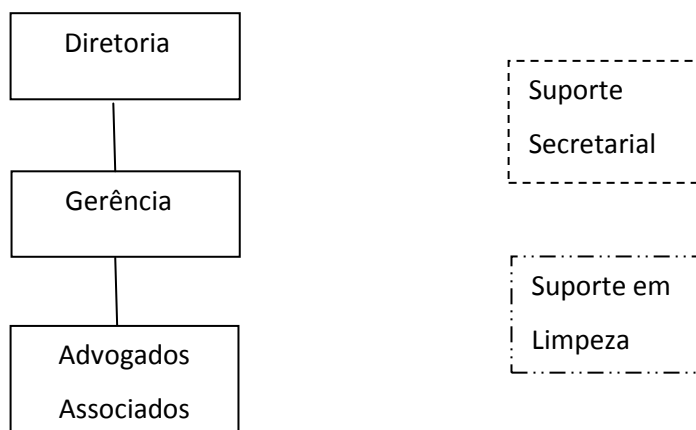 Diretoria
Gerência
Advogados
Associados
Suporte
Secretarial
Suporte em
Limpeza